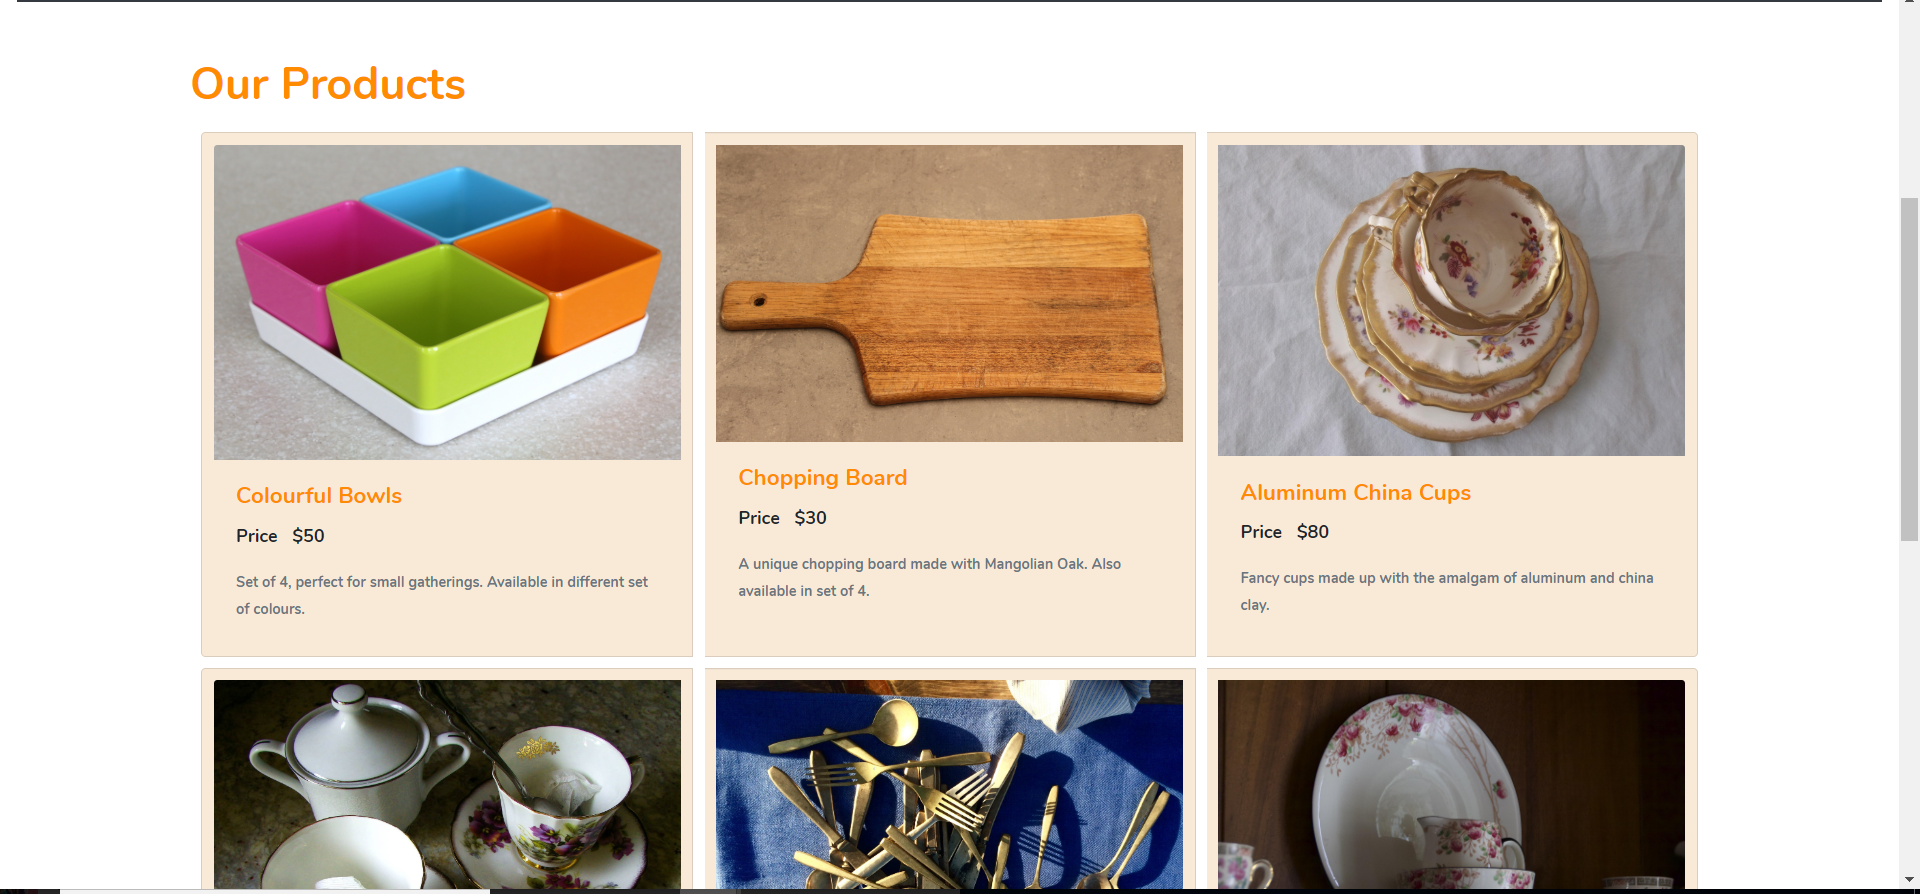 Our Products
Colourful Bowls
Price $50
Set of 4, perfect for small gatherings. Available in different set
of colours.
Chopping Board
Price $30
A unique chopping board made with Mangolian Oak. Also
available in set of 4.
Aluminum China Cups
Price $80
Fancy cups made up with the amalgam of aluminum and china
clay.